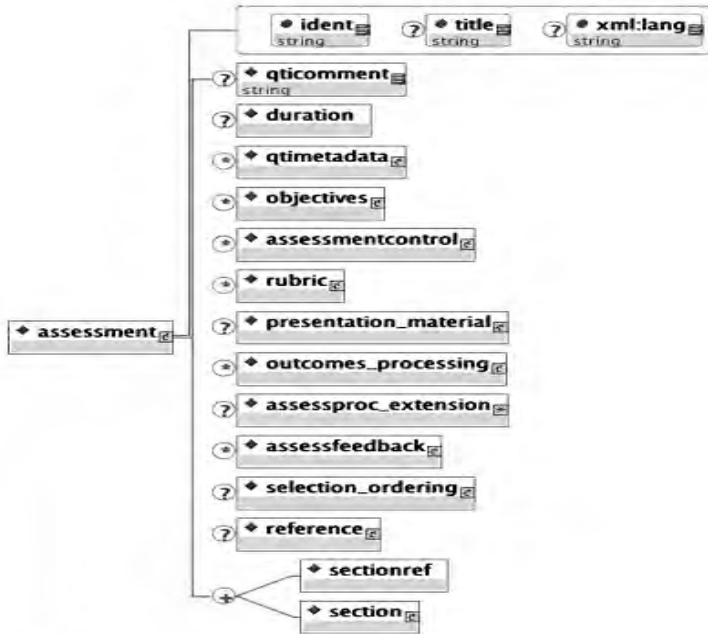 ident title xml:lang
string string string
? ?
? qticomment
string
? duration
* qtimetadata
* objectives
* assessmentcontrol
* rubric
assessment
? presentation_material
* outcomes_processing
? assessproc_extension
* assessfeedback
? selection_ordering
? reference
sectionref
+
section